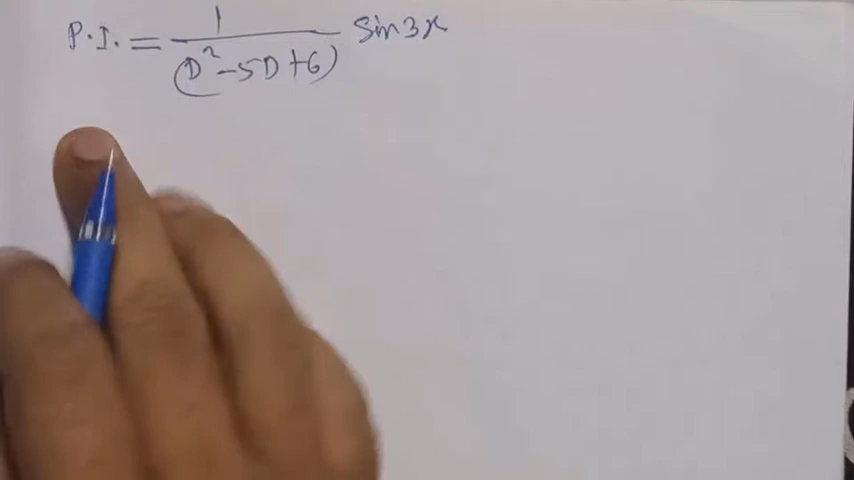 P.I. = 1/(D²-5D+6) Sin3x